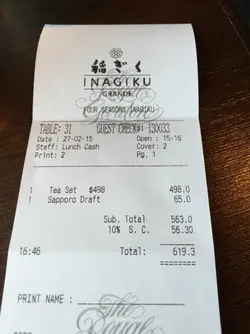 稲ぎく
INAGIKU
GRANDE
FOUR SEASONS INAGIKU
TABLE: 31 GUEST CHECK#: 130033
Date : 27-02-15 Open : 15:16
Staff: Lunch Cash Cover: 2
Print: 2 Pg. 1
1 Tea Set $498 498.0
1 Sapporo Draft 65.0
Sub. Total 563.0
10% S.C. 56.30
16:46 Total: 619.3
PRINT NAME :
The
Royal